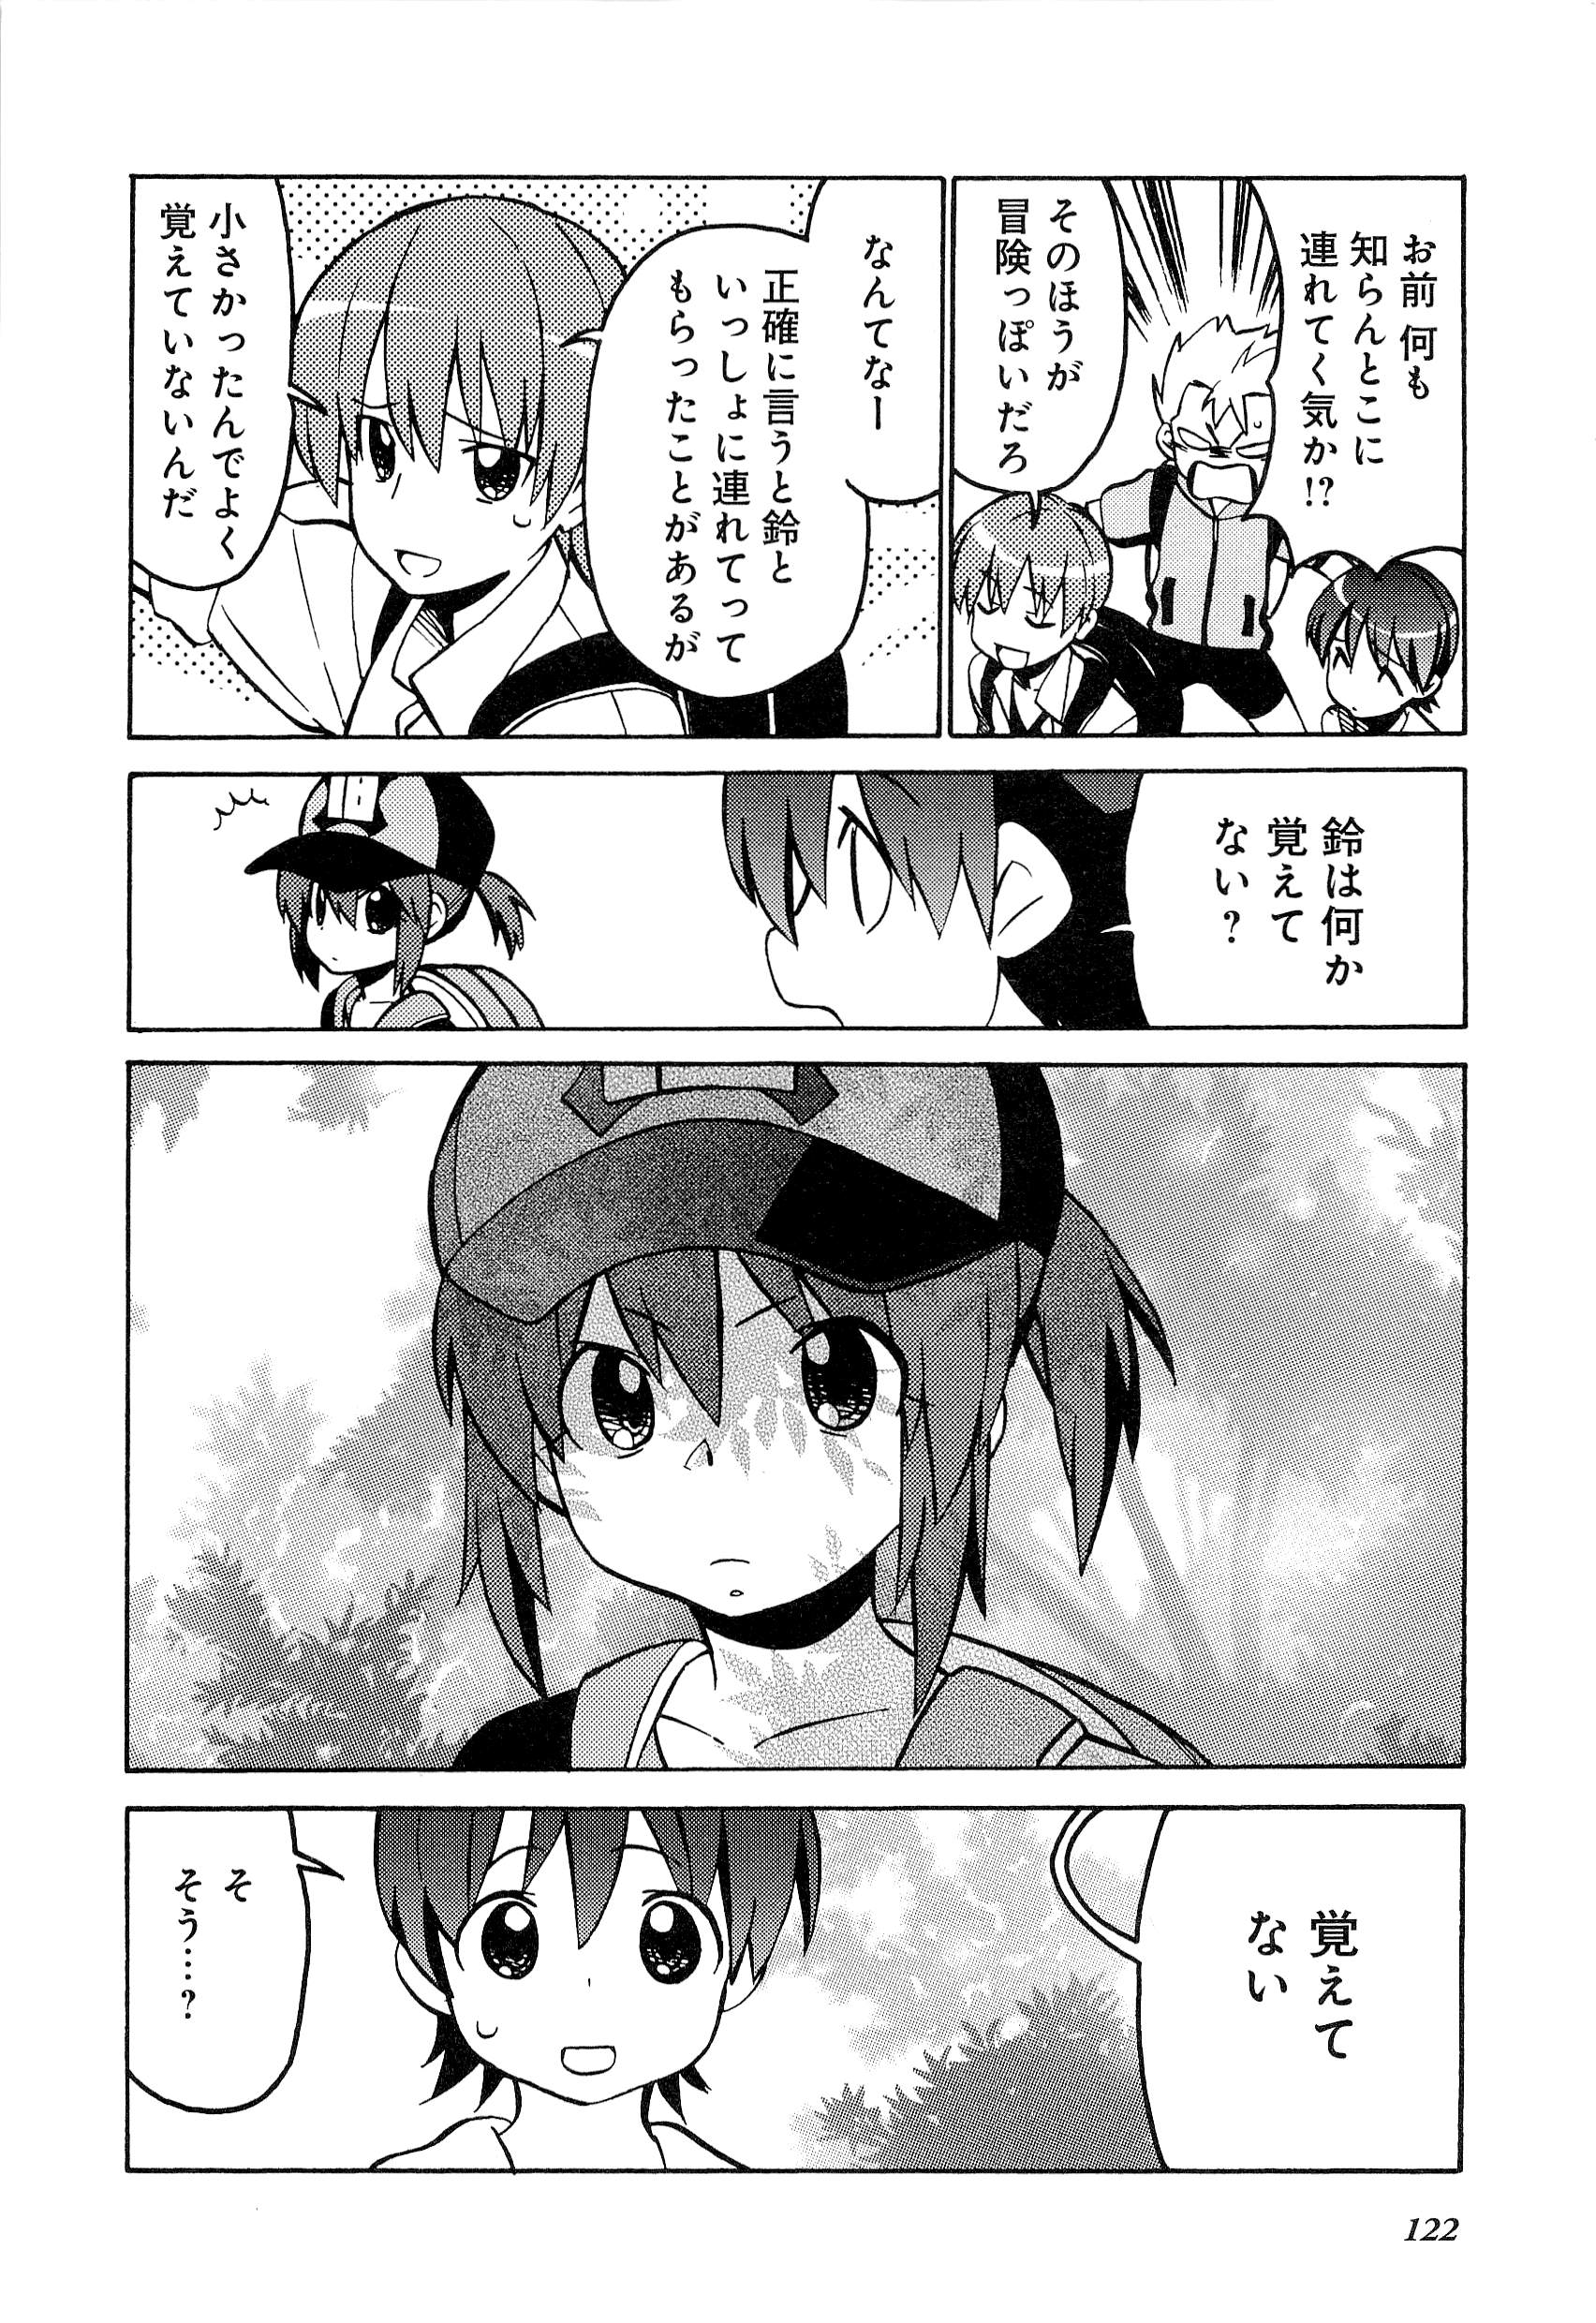 お前 何も
知らんとこに
連れてく気か!?
そのほうが
冒険っぽいだろ
なんてなー
正確に言うと鈴と
いっしょに連れてって
もらったことがあるが
小さかったんでよく
覚えていないんだ
鈴は何か
覚えて
ない？
覚えて
ない
そ
そう…？
122